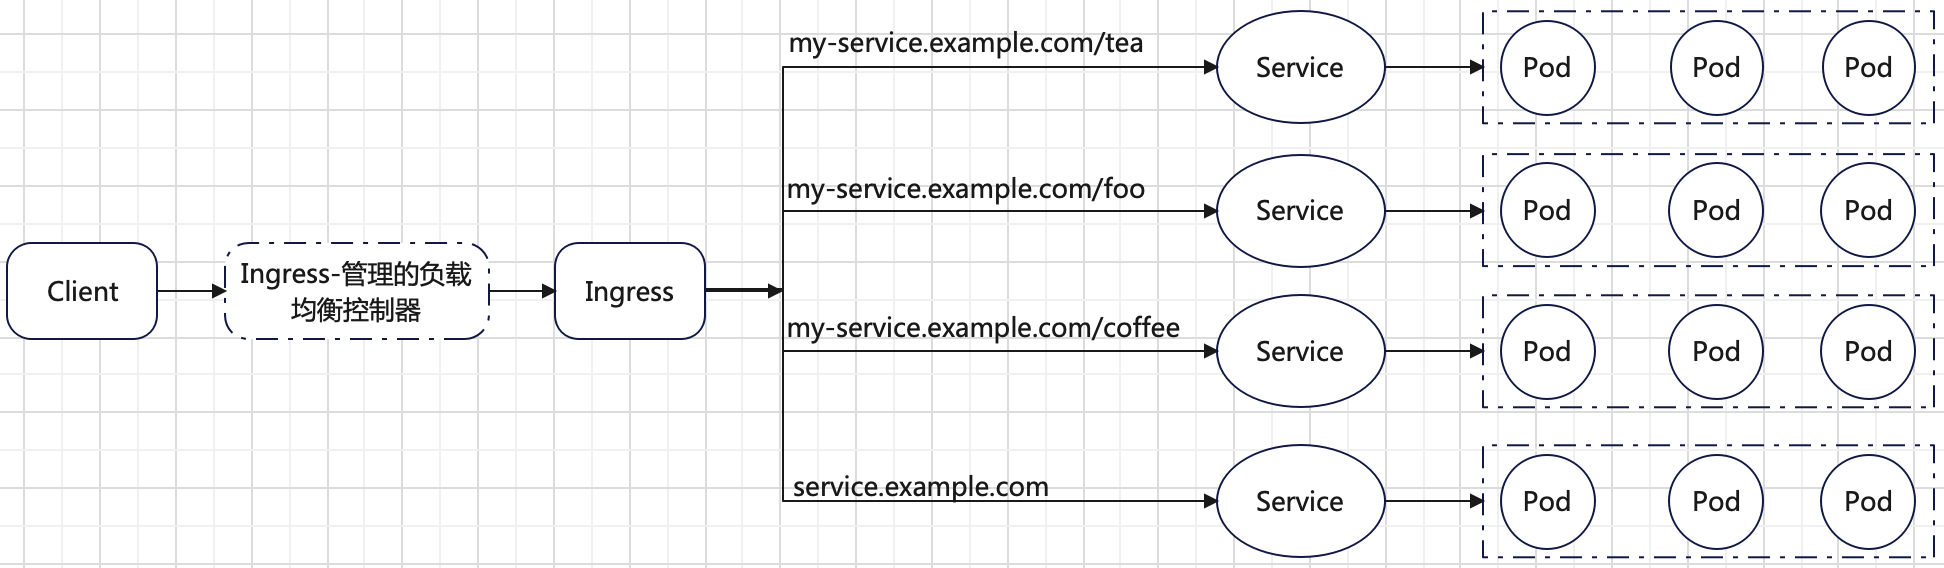 my-service.example.com/tea
Service
Pod
Pod
Pod
my-service.example.com/foo
Service
Pod
Pod
Pod
Client
Ingress-管理的负载
均衡控制器
Ingress
my-service.example.com/coffee
Service
Pod
Pod
Pod
service.example.com
Service
Pod
Pod
Pod